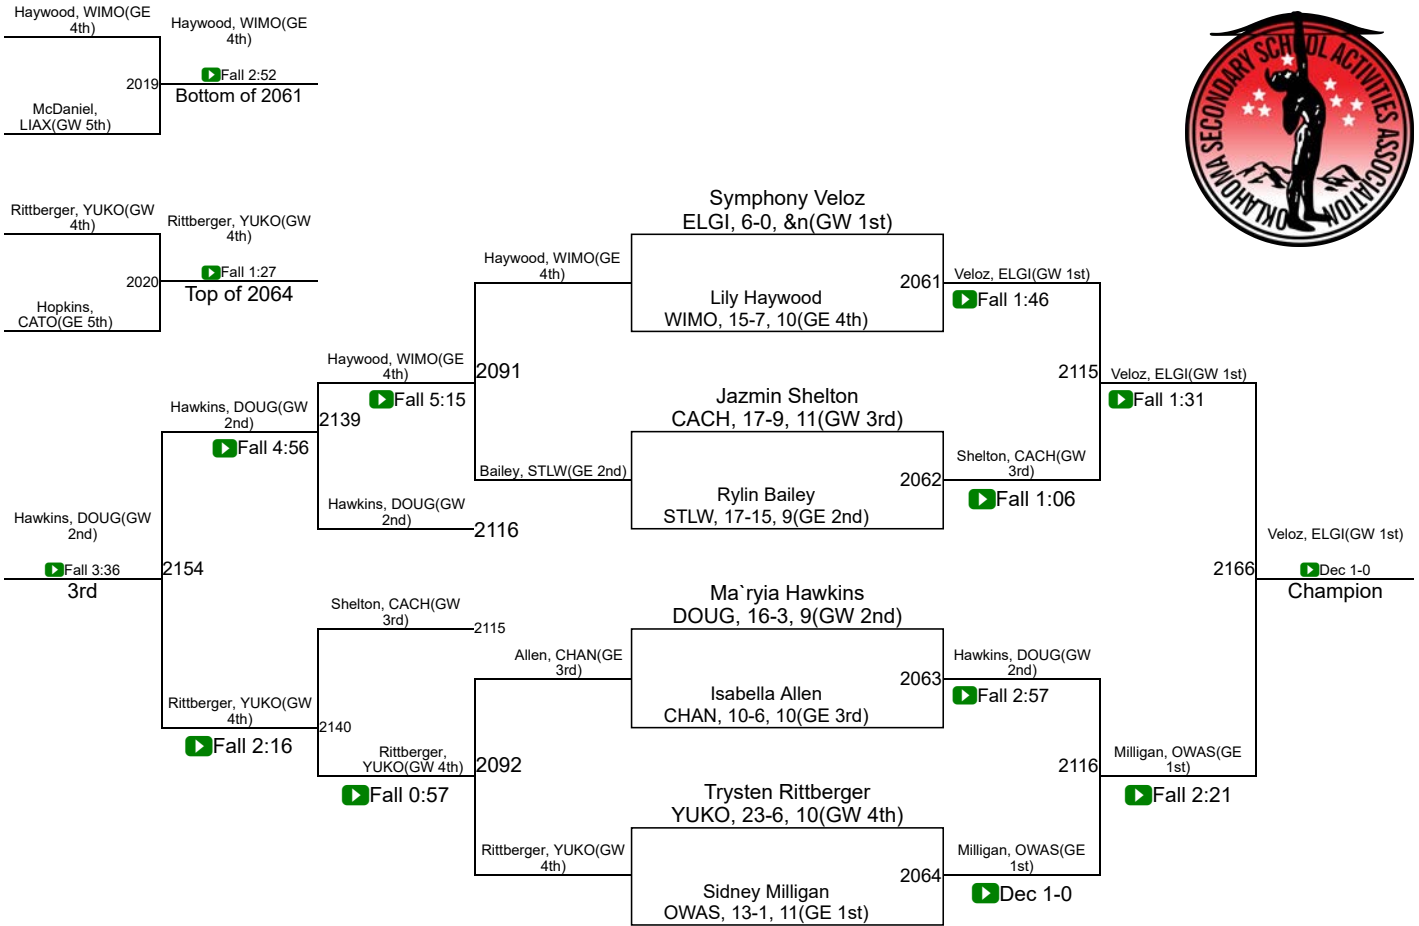 Haywood, WIMO(GE
4th)
Haywood, WIMO(GE
4th)
2019
Fall 2:52
Bottom of 2061
McDaniel,
LIAX(GW 5th)
OKLAHOMA SECONDARY SCHOOL ACTIVITIES ASSOCIATION
Rittberger, YUKO(GW
4th)
Rittberger, YUKO(GW
4th)
2020
Fall 1:27
Top of 2064
Hopkins,
CATO(GE 5th)
Symphony Veloz
ELGI, 6-0, &n(GW 1st)
Haywood, WIMO(GE
4th)
2061
Veloz, ELGI(GW 1st)
Fall 1:46
Lily Haywood
WIMO, 15-7, 10(GE 4th)
Haywood, WIMO(GE
4th)
2091
Fall 5:15
2115
Veloz, ELGI(GW 1st)
Fall 1:31
Jazmin Shelton
CACH, 17-9, 11(GW 3rd)
Hawkins, DOUG(GW
2nd)
2139
Fall 4:56
Bailey, STLW(GE 2nd)
2062
Shelton, CACH(GW
3rd)
Fall 1:06
Rylin Bailey
STLW, 17-15, 9(GE 2nd)
Hawkins, DOUG(GW
2nd)
2116
Hawkins, DOUG(GW
2nd)
Fall 3:36
3rd
2154
2166
Veloz, ELGI(GW 1st)
Dec 1-0
Champion
Ma`ryia Hawkins
DOUG, 16-3, 9(GW 2nd)
Shelton, CACH(GW
3rd)
2115
Allen, CHAN(GE
3rd)
2063
Hawkins, DOUG(GW
2nd)
Fall 2:57
Isabella Allen
CHAN, 10-6, 10(GE 3rd)
Rittberger, YUKO(GW
4th)
2140
Fall 2:16
Rittberger,
YUKO(GW 4th)
2092
Fall 0:57
2116
Milligan, OWAS(GE
1st)
Fall 2:21
Trysten Rittberger
YUKO, 23-6, 10(GW 4th)
Rittberger, YUKO(GW
4th)
2064
Milligan, OWAS(GE
1st)
Dec 1-0
Sidney Milligan
OWAS, 13-1, 11(GE 1st)